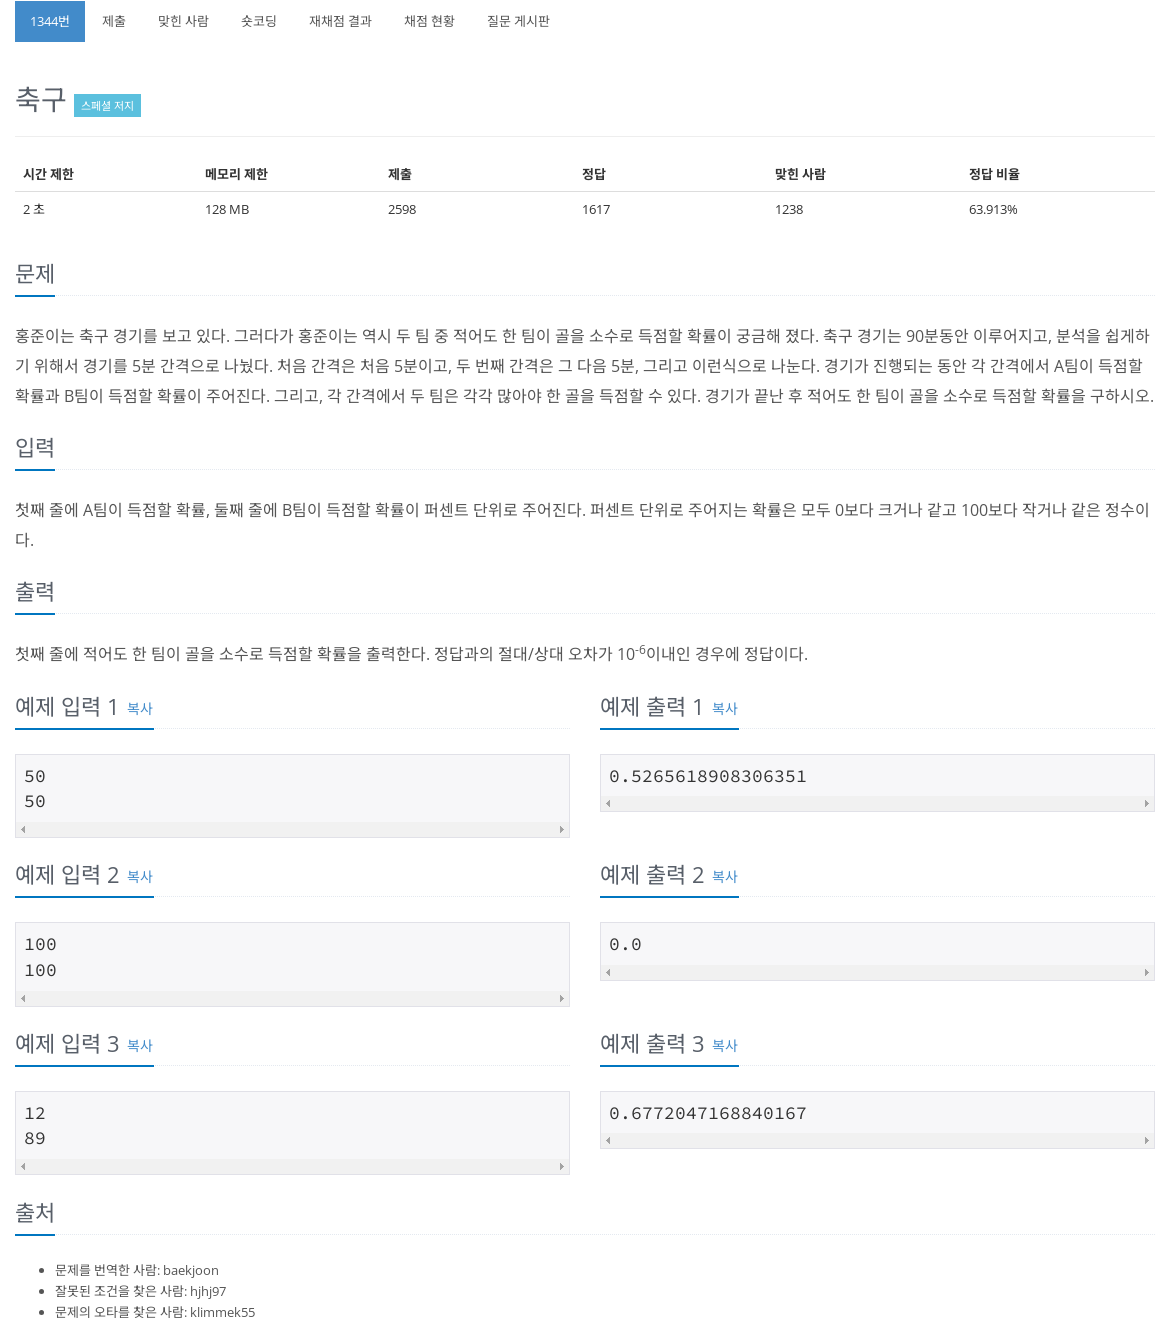 1344번 제출 맞힌 사람 숏코딩 재채점 결과 채점 현황 질문 게시판
축구 스페셜 저지
시간 제한 메모리 제한 제출 정답 맞힌 사람 정답 비율
2 초 128 MB 2598 1617 1238 63.913%
문제
홍준이는 축구 경기를 보고 있다. 그러다가 홍준이는 역시 두 팀 중 적어도 한 팀이 골을 소수로 득점할 확률이 궁금해 졌다. 축구 경기는 90분동안 이루어지고, 분석을 쉽게하
기 위해서 경기를 5분 간격으로 나눴다. 처음 간격은 처음 5분이고, 두 번째 간격은 그 다음 5분, 그리고 이런식으로 나눈다. 경기가 진행되는 동안 각 간격에서 A팀이 득점할
확률과 B팀이 득점할 확률이 주어진다. 그리고, 각 간격에서 두 팀은 각각 많아야 한 골을 득점할 수 있다. 경기가 끝난 후 적어도 한 팀이 골을 소수로 득점할 확률을 구하시오.
입력
첫째 줄에 A팀이 득점할 확률, 둘째 줄에 B팀이 득점할 확률이 퍼센트 단위로 주어진다. 퍼센트 단위로 주어지는 확률은 모두 0보다 크거나 같고 100보다 작거나 같은 정수이
다.
출력
첫째 줄에 적어도 한 팀이 골을 소수로 득점할 확률을 출력한다. 정답과의 절대/상대 오차가 10-6이내인 경우에 정답이다.
예제 입력 1 복사
50
50
예제 출력 1 복사
0.5265618908306351
예제 입력 2 복사
100
100
예제 출력 2 복사
0.0
예제 입력 3 복사
12
89
예제 출력 3 복사
0.6772047168840167
출처
문제를 번역한 사람: baekjoon
잘못된 조건을 찾은 사람: hjhj97
문제의 오타를 찾은 사람: klimmek55